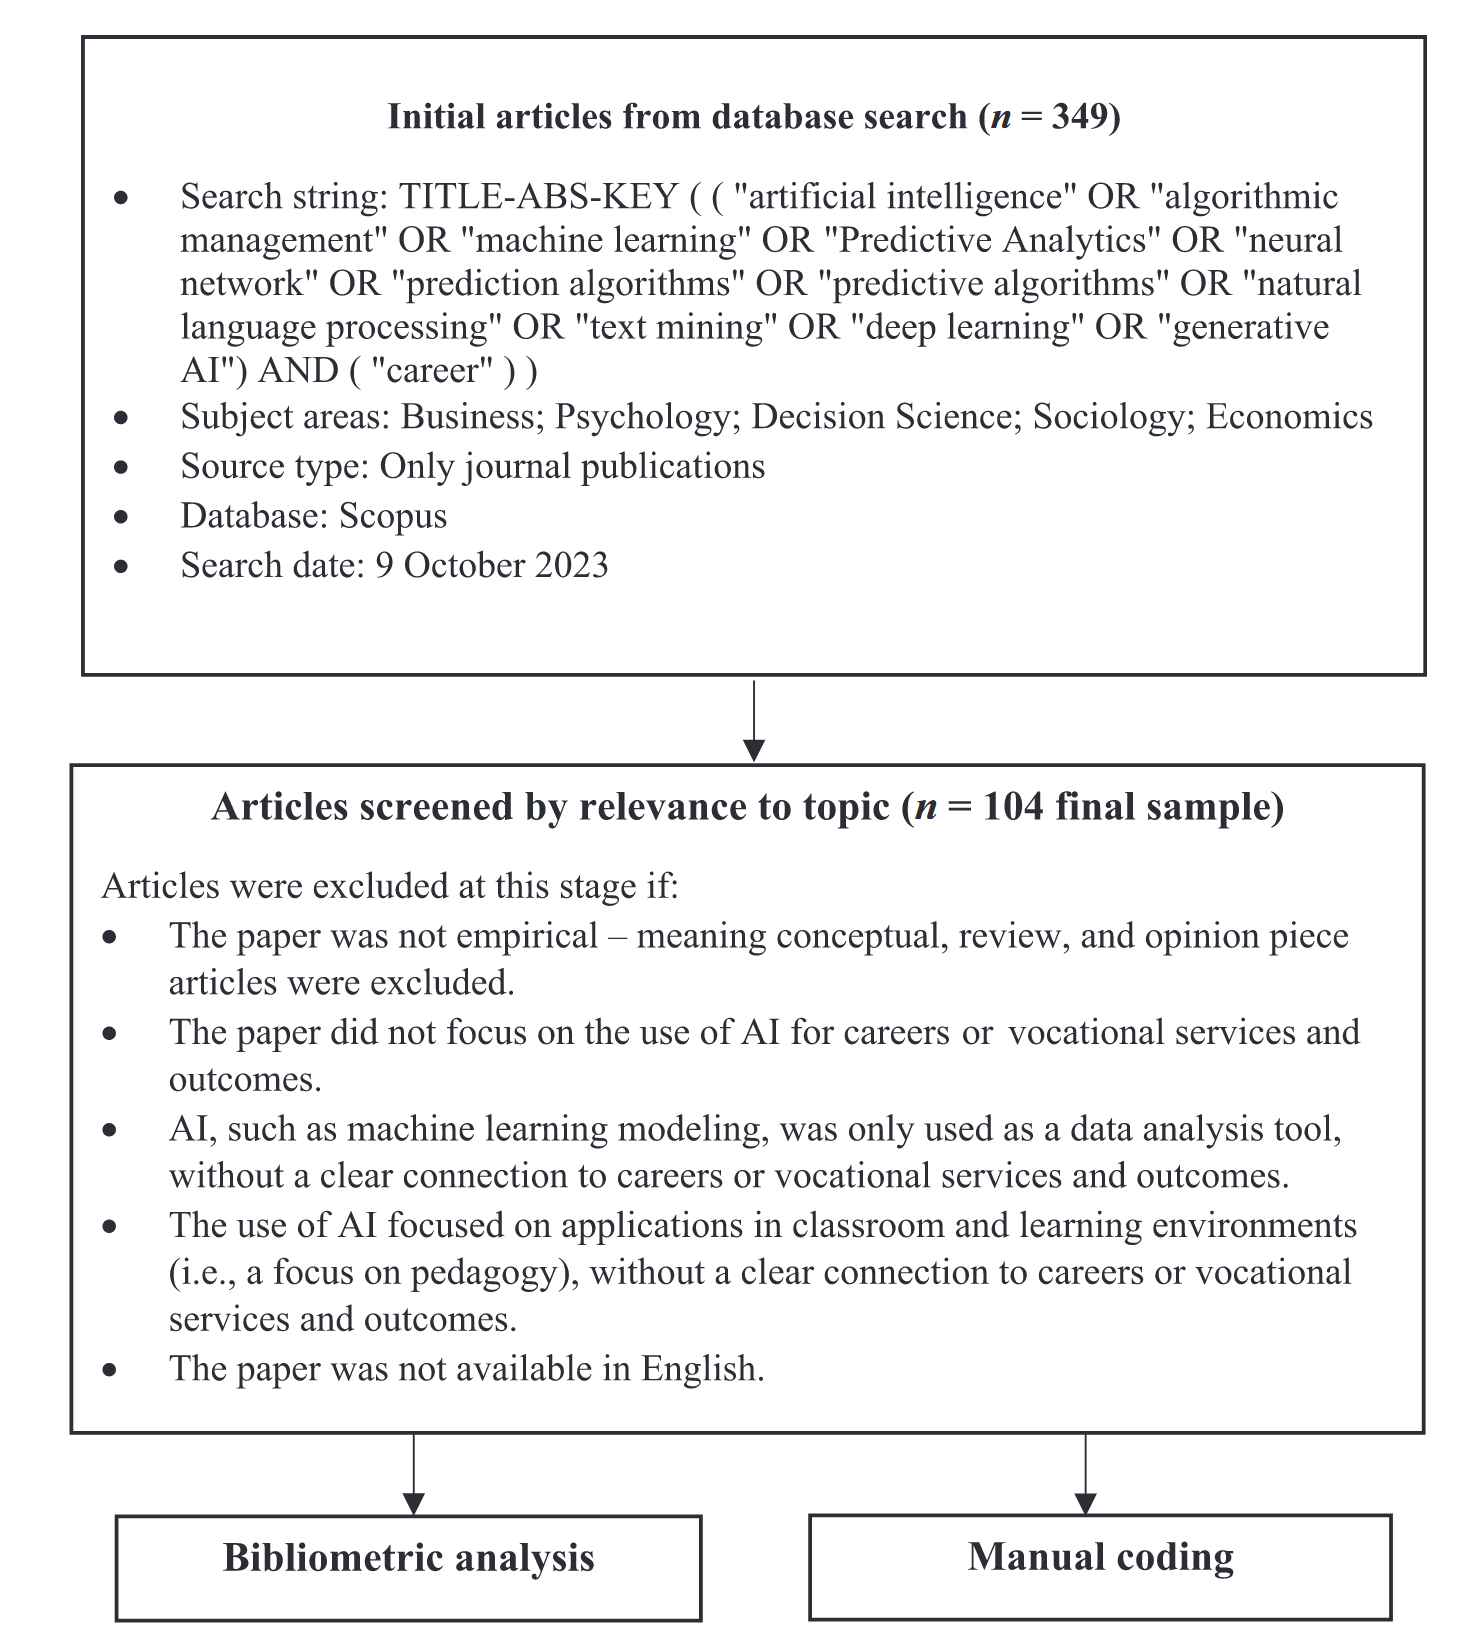 Initial articles from database search (n = 349)
● Search string: TITLE-ABS-KEY ( ( "artificial intelligence" OR "algorithmic
management" OR "machine learning" OR "Predictive Analytics" OR "neural
network" OR "prediction algorithms" OR "predictive algorithms" OR "natural
language processing" OR "text mining" OR "deep learning" OR "generative
AI") AND ( "career" ) )
● Subject areas: Business; Psychology; Decision Science; Sociology; Economics
● Source type: Only journal publications
● Database: Scopus
● Search date: 9 October 2023
Articles screened by relevance to topic (n = 104 final sample)
Articles were excluded at this stage if:
● The paper was not empirical – meaning conceptual, review, and opinion piece
articles were excluded.
● The paper did not focus on the use of AI for careers or vocational services and
outcomes.
● AI, such as machine learning modeling, was only used as a data analysis tool,
without a clear connection to careers or vocational services and outcomes.
● The use of AI focused on applications in classroom and learning environments
(i.e., a focus on pedagogy), without a clear connection to careers or vocational
services and outcomes.
● The paper was not available in English.
Bibliometric analysis
Manual coding